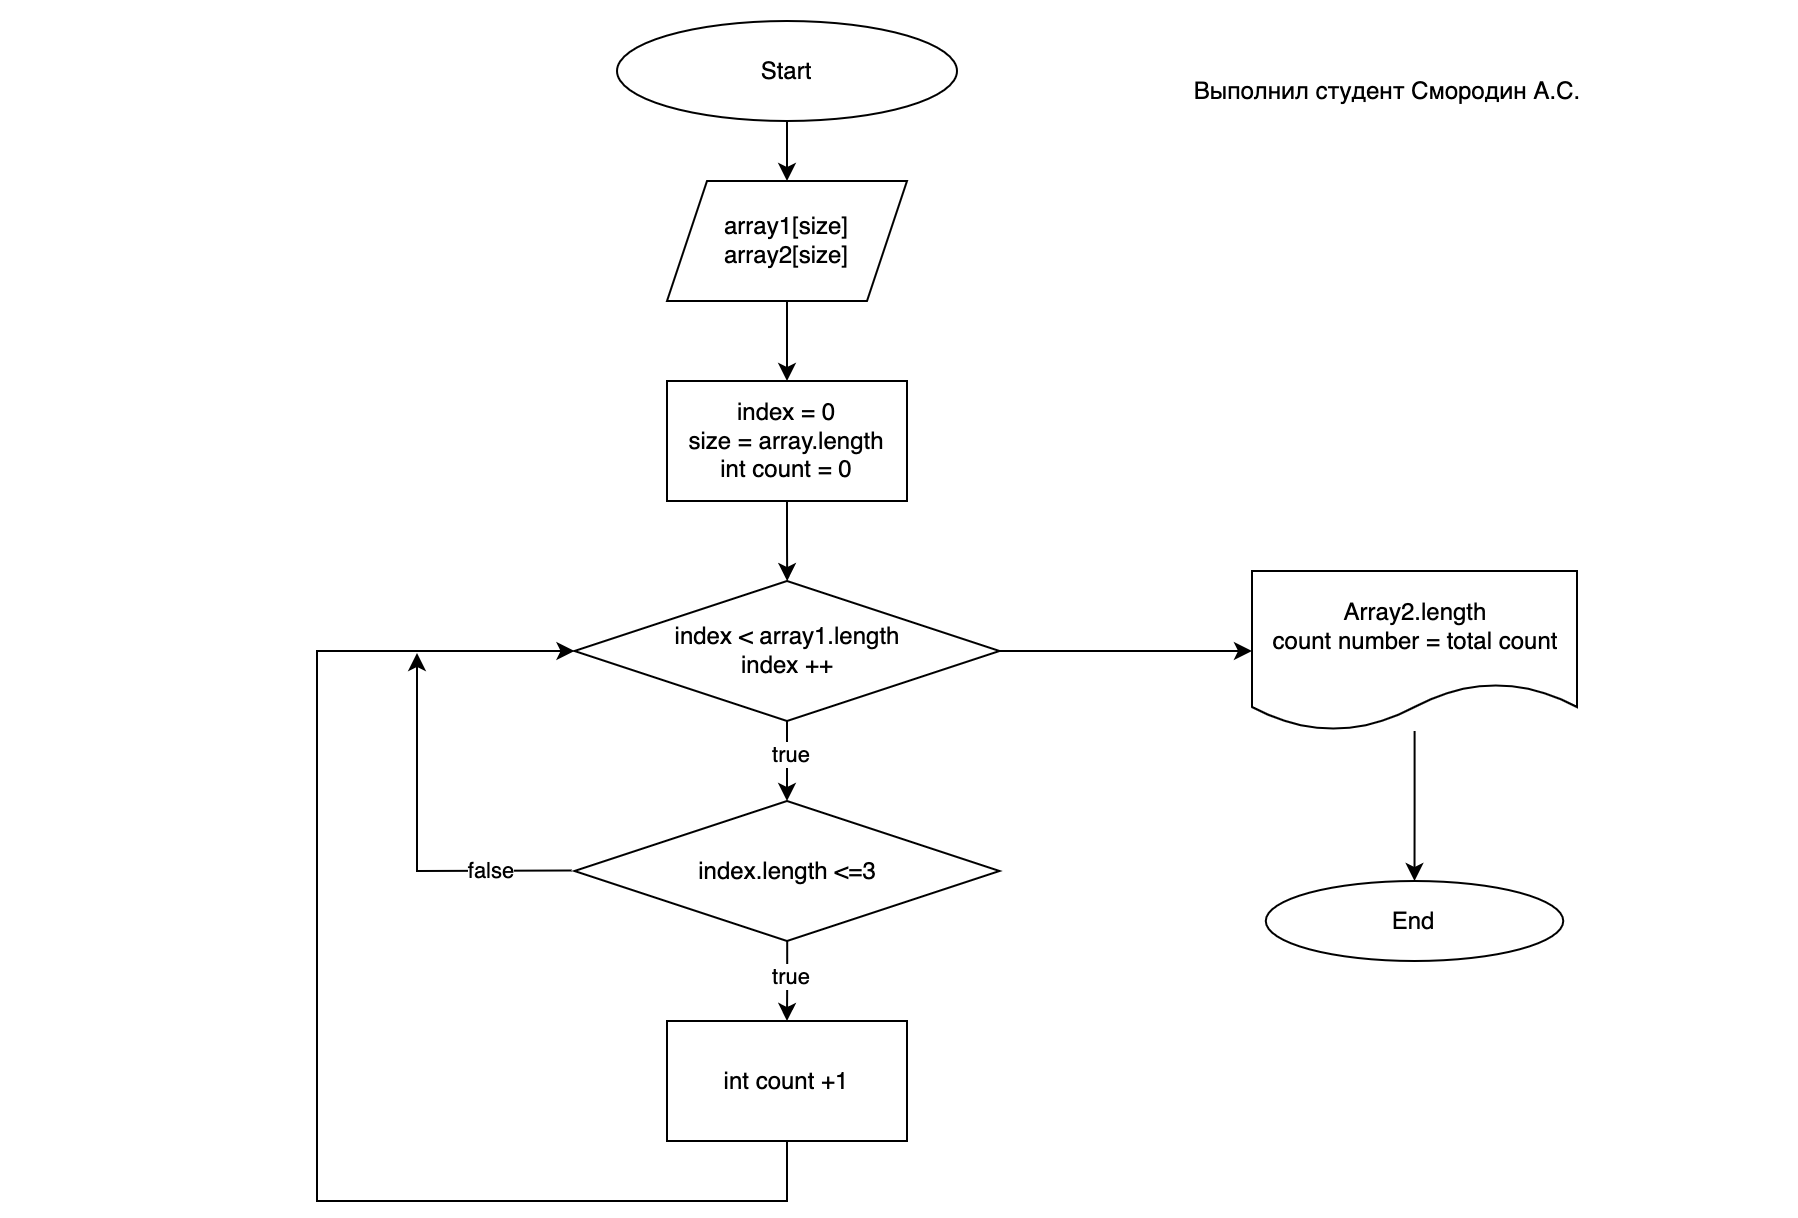 Start
Выполнил студент Смородин А.С.
array1[size]
array2[size]
index = 0
size = array.length
int count = 0
index < array1.length
index ++
Array2.length
count number = total count
true
false
index.length <=3
End
true
int count +1